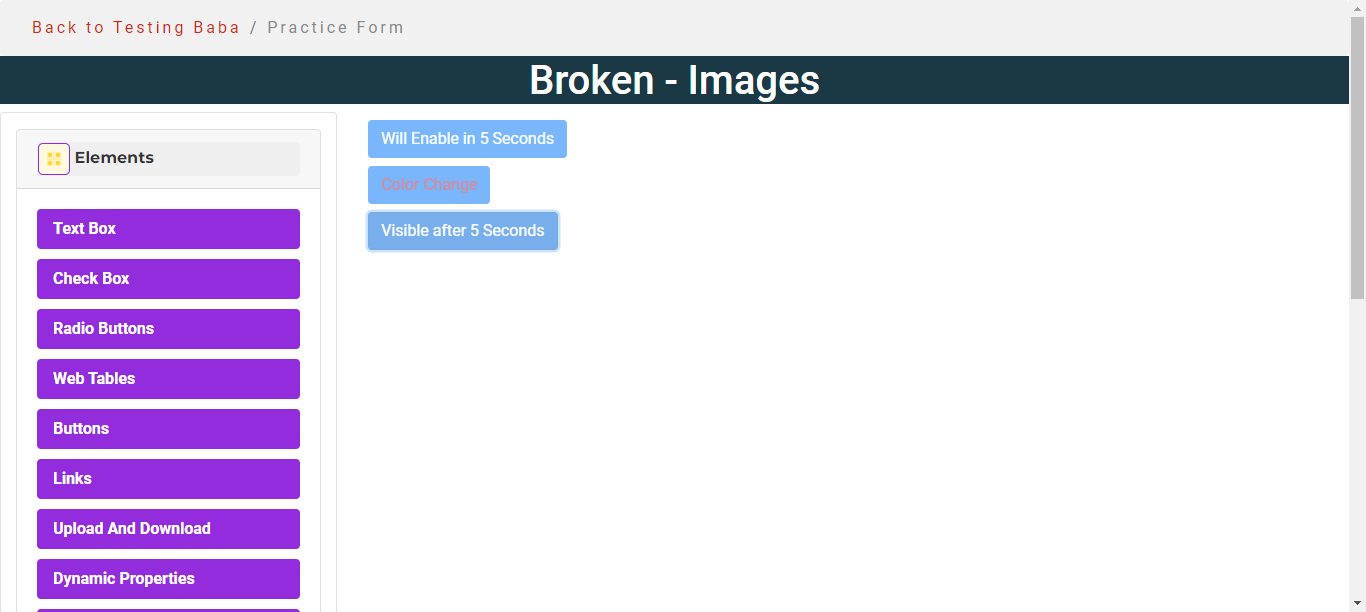 Back to Testing Baba / Practice Form
Broken - Images
Elements
Text Box
Check Box
Radio Buttons
Web Tables
Buttons
Links
Upload And Download
Dynamic Properties
Will Enable in 5 Seconds
Color Change
Visible after 5 Seconds